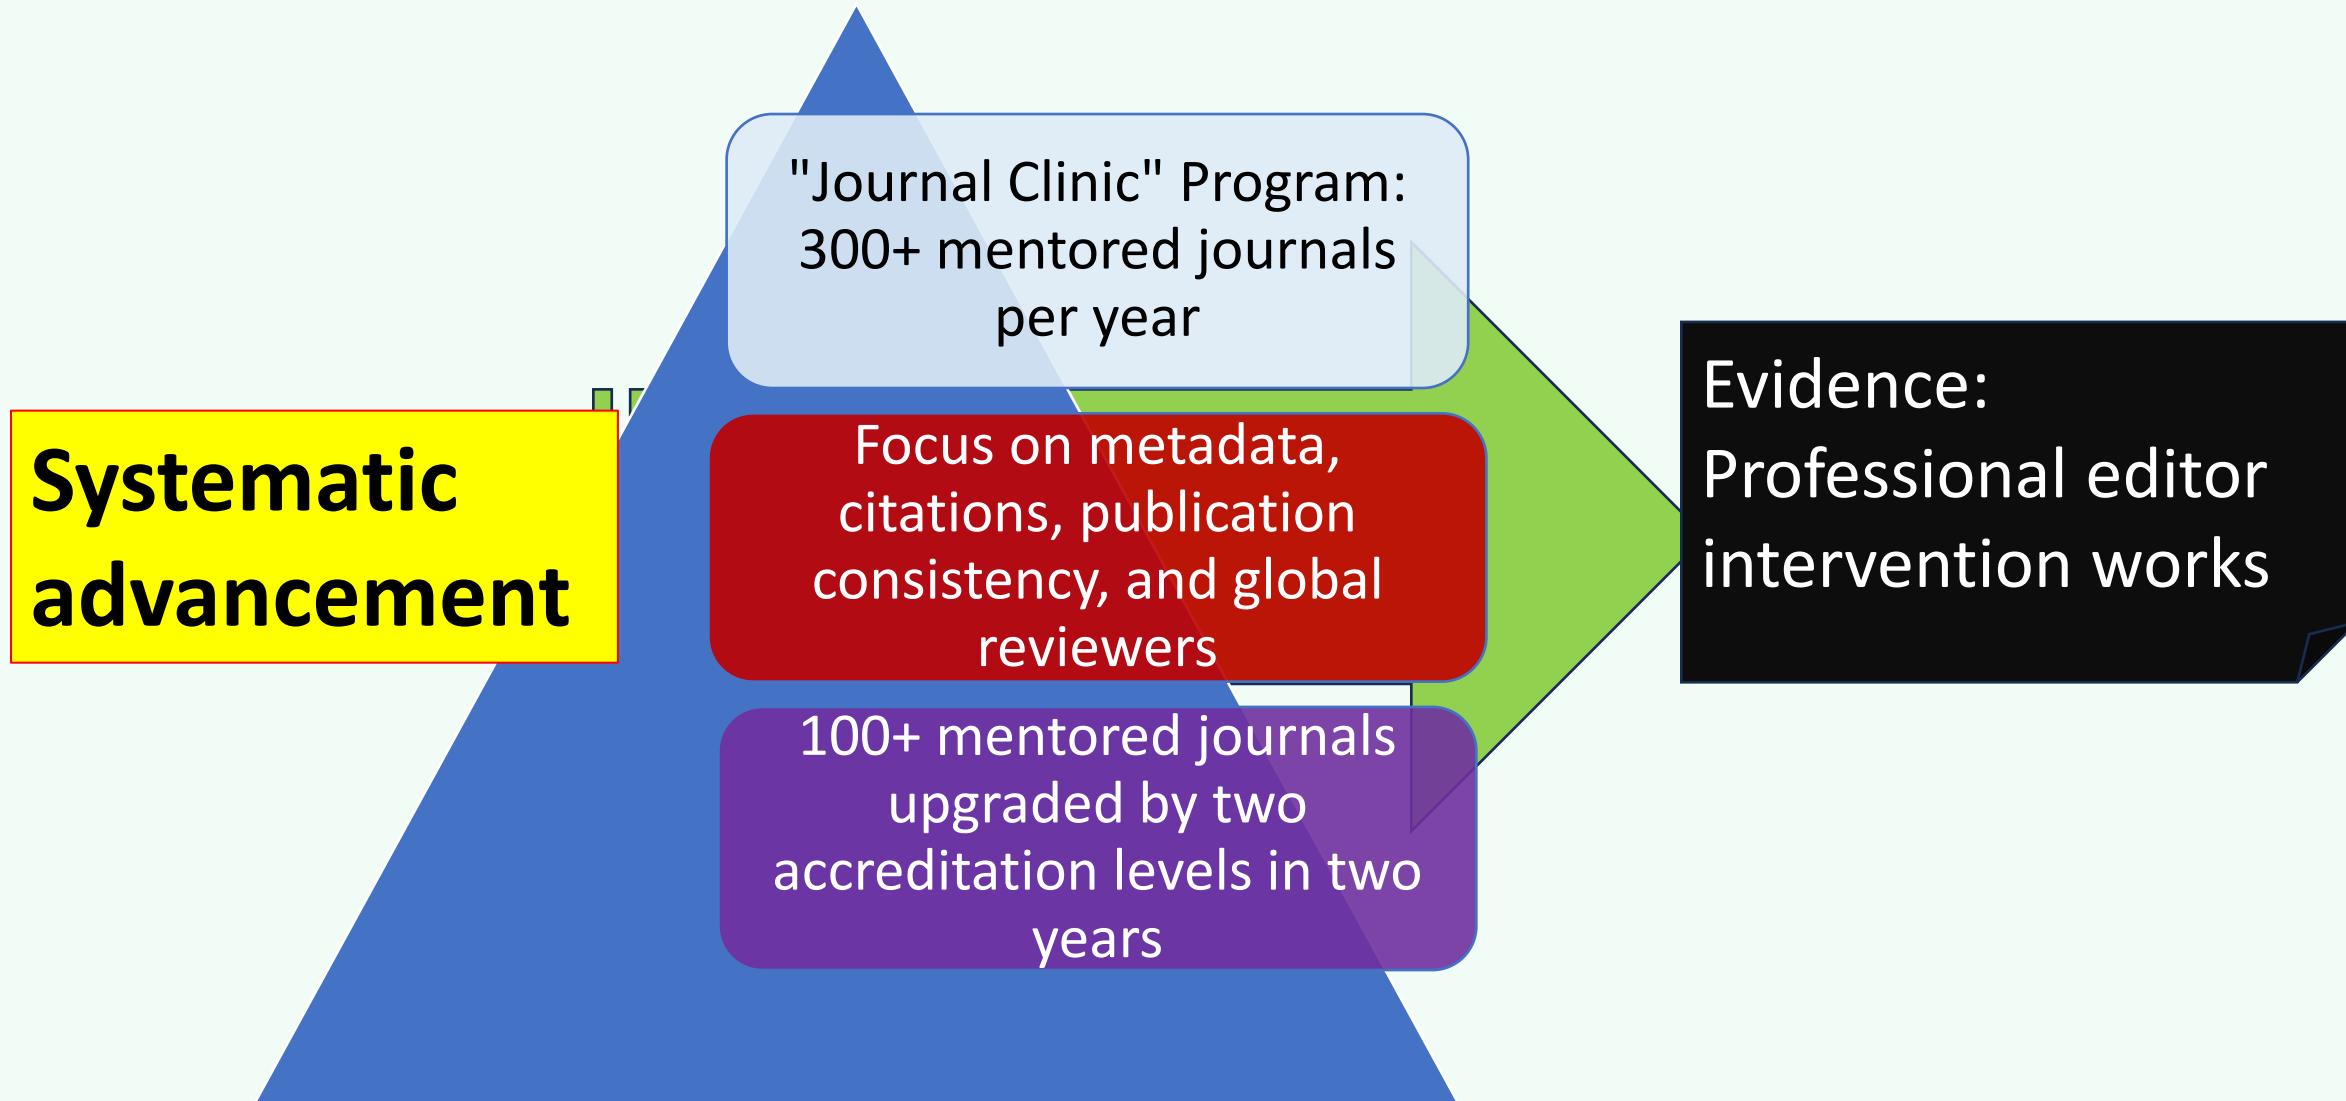 Systematic
advancement
"Journal Clinic" Program:
300+ mentored journals
per year
Focus on metadata,
citations, publication
consistency, and global
reviewers
100+ mentored journals
upgraded by two
accreditation levels in two
years
Evidence:
Professional editor
intervention works